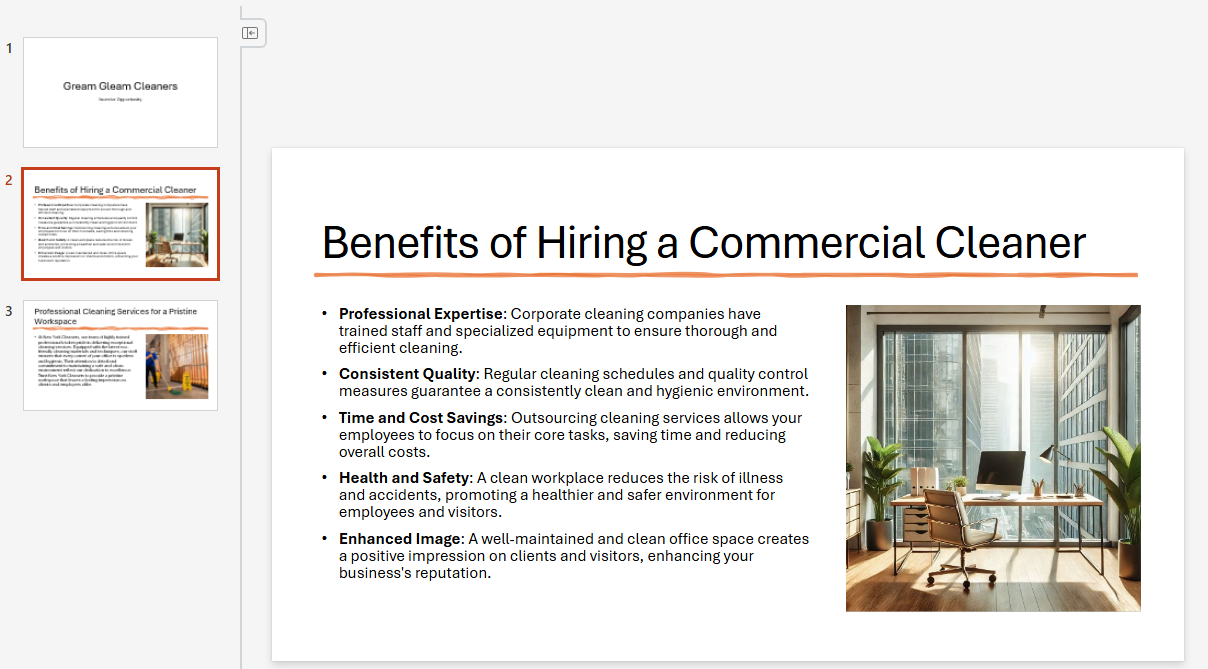 1
Gream Gleam Cleaners
Investor Opportunity
2
Benefits of Hiring a Commercial Cleaner
3
Professional Cleaning Services for a Pristine
Workspace
Benefits of Hiring a Commercial Cleaner
• Professional Expertise: Corporate cleaning companies have
trained staff and specialized equipment to ensure thorough and
efficient cleaning.
• Consistent Quality: Regular cleaning schedules and quality control
measures guarantee a consistently clean and hygienic environment.
• Time and Cost Savings: Outsourcing cleaning services allows your
employees to focus on their core tasks, saving time and reducing
overall costs.
• Health and Safety: A clean workplace reduces the risk of illness
and accidents, promoting a healthier and safer environment for
employees and visitors.
• Enhanced Image: A well-maintained and clean office space creates
a positive impression on clients and visitors, enhancing your
business's reputation.